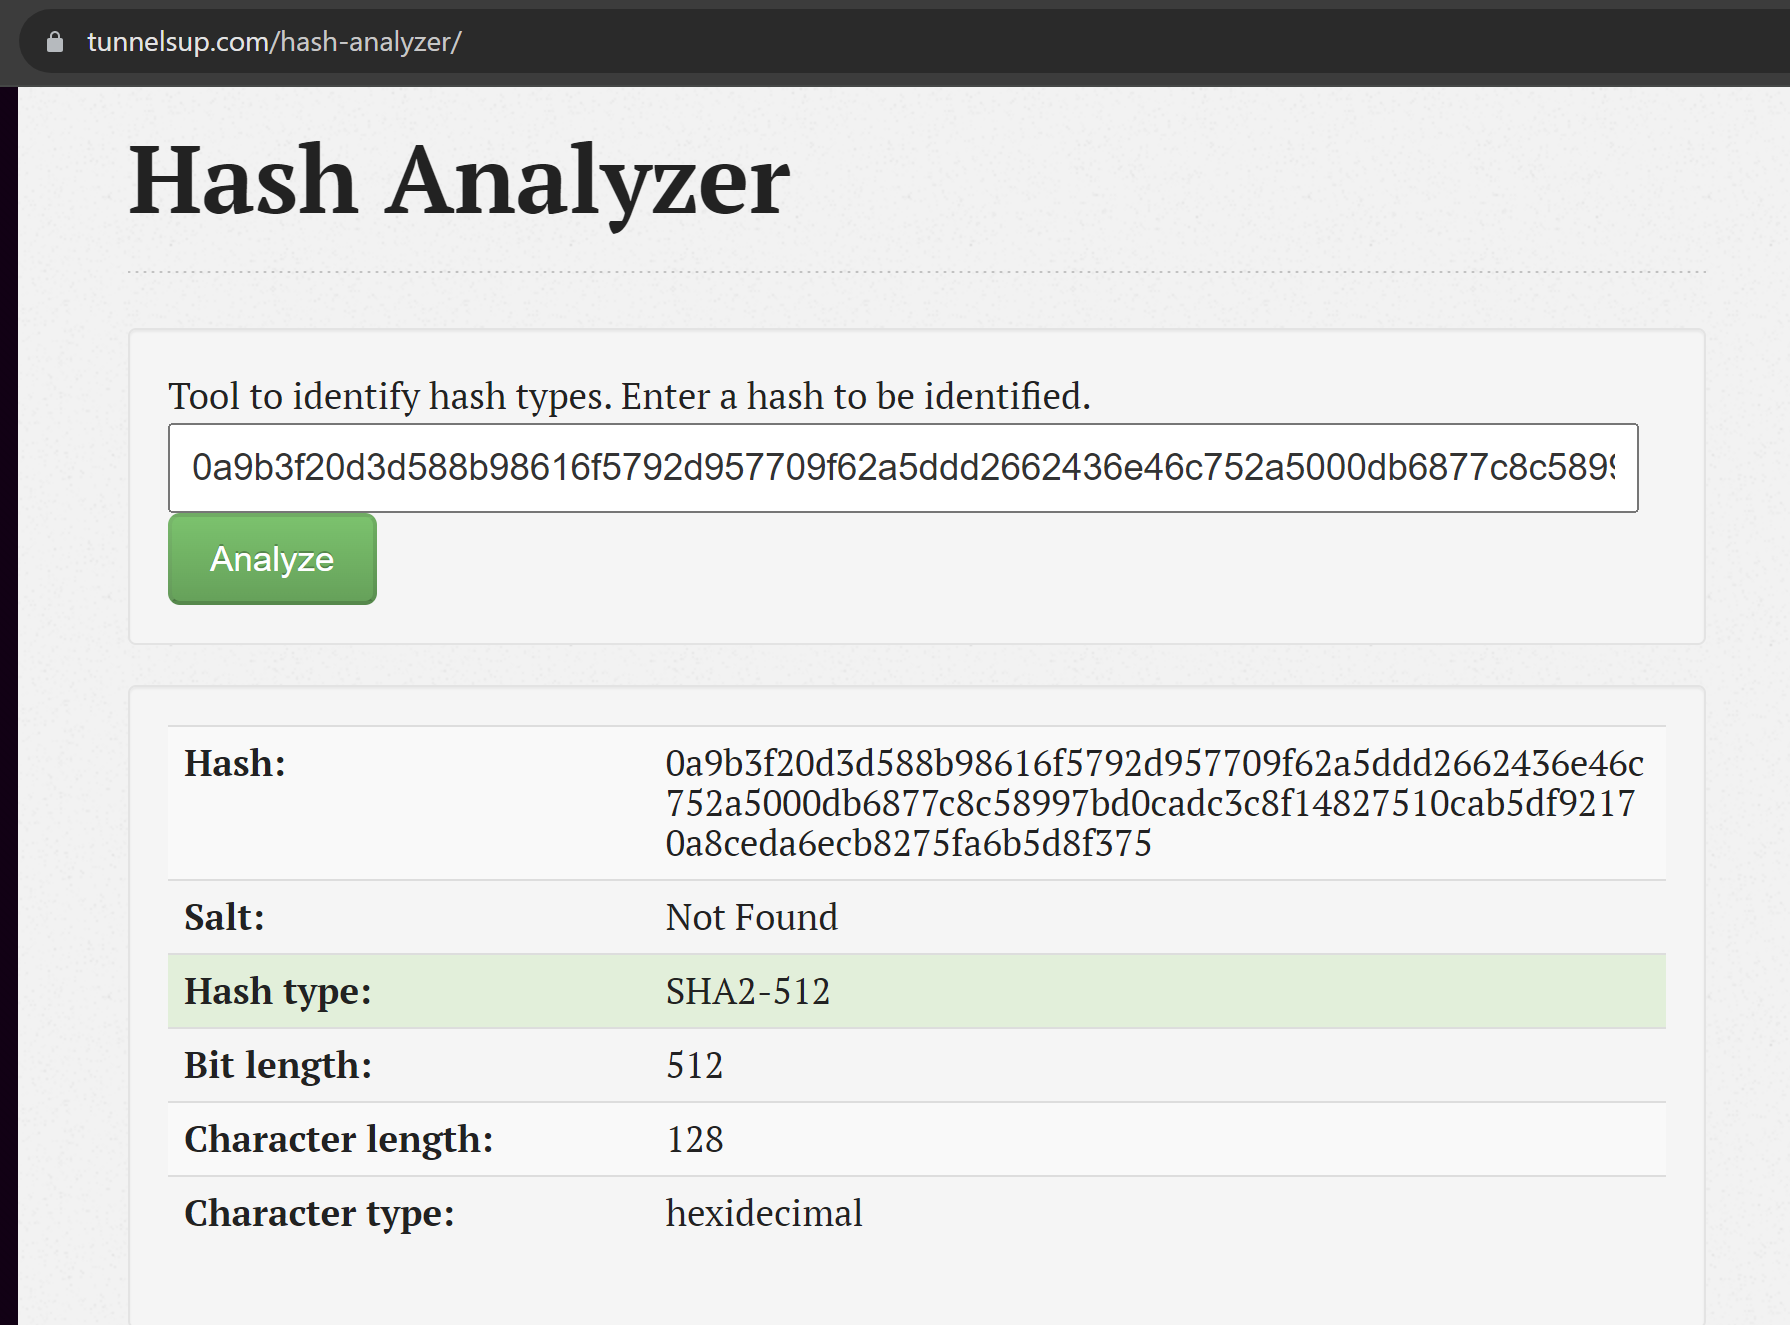 tunnelsup.com/hash-analyzer/
Hash Analyzer
Tool to identify hash types. Enter a hash to be identified.
0a9b3f20d3d588b98616f5792d957709f62a5ddd2662436e46c752a5000db6877c8c5899
Analyze
Hash: 0a9b3f20d3d588b98616f5792d957709f62a5ddd2662436e46c
752a5000db6877c8c58997bd0cadc3c8f14827510cab5df9217
0a8ceda6ecb8275fa6b5d8f375
Salt: Not Found
Hash type: SHA2-512
Bit length: 512
Character length: 128
Character type: hexidecimal